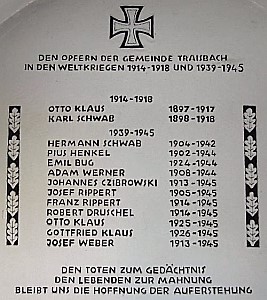 DEN OPFERN DER GEMEINDE TRAISBACH
IN DEN WELTKRIEGEN 1914-1918 UND 1939-1945
1914-1918
OTTO KLAUS 1897-1917
KARL SCHWAB 1898-1918
1939-1945
HERMANN SCHWAB 1904-1942
PIUS HENKEL 1902-1944
EMIL BUG 1924-1944
ADAM WERNER 1908-1944
JOHANNES CZIBROWSKI 1913-1945
JOSEF RIPPERT 1905-1945
FRANZ RIPPERT 1914-1945
ROBERT DRUSCHEL 1914-1945
OTTO KLAUS 1925-1945
GOTTFRIED KLAUS 1926-1945
JOSEF WEBER 1913-1945
DEN TOTEN ZUM GEDÄCHTNIS
DEN LEBENDEN ZUR MAHNUNG
BLEIBT UNS DIE HOFFNUNG DER AUFERSTEHUNG